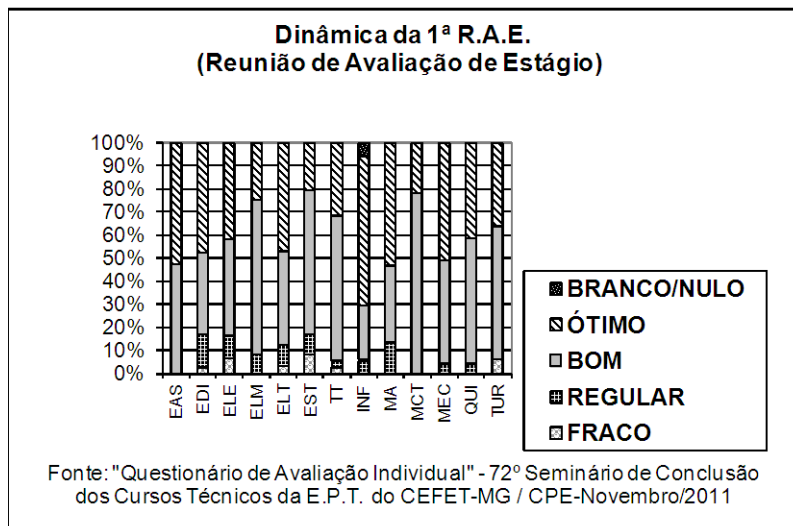 Dinâmica da 1ª R.A.E.
(Reunião de Avaliação de Estágio)
100%
90%
80%
70%
60%
50%
40%
30%
20%
10%
0%
EAS
EDI
ELE
ELM
ELT
EST
TT
INF
MA
MCT
MEC
QUI
TUR
BRANCO/NULO
ÓTIMO
BOM
REGULAR
FRACO
Fonte: "Questionário de Avaliação Individual" - 72º Seminário de Conclusão
dos Cursos Técnicos da E.P.T. do CEFET-MG / CPE-Novembro/2011